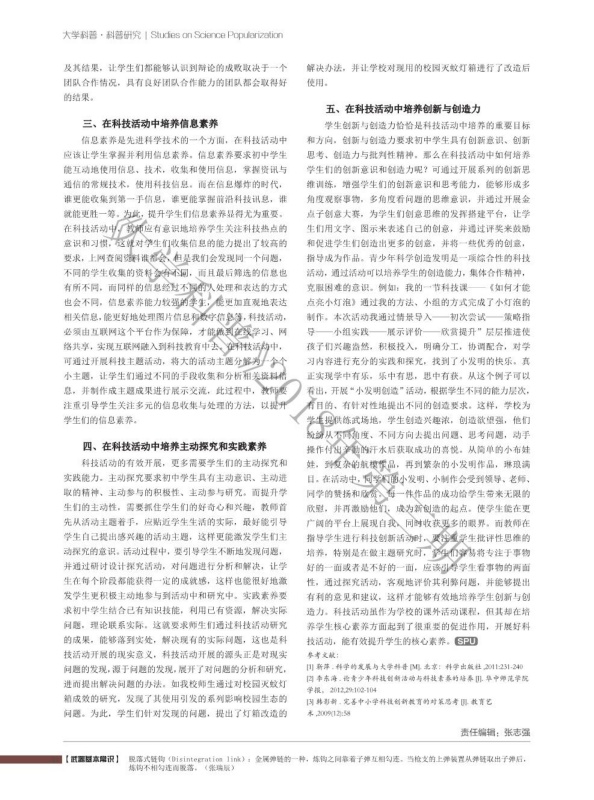 大学科普·科普研究 | Studies on Science Popularization
及其结果，让学生们都能够认识到辩论的成败取决于一个
团队合作情况，具有良好团队合作能力的团队都会取得好
的结果。
三、在科技活动中培养信息素养
信息素养是先进科学技术的一个方面，在科技活动中
应该让学生掌握并利用信息素养。信息素养要求初中学生
能互动地使用信息、技术，收集和使用信息，掌握资讯与
通信的常规技术，使用科技信息。而在信息爆炸的时代，
谁更能收集到第一手信息，谁更能掌握前沿科技讯息，谁
就能更胜一筹。为此，提升学生们信息素养显得尤为重要。
在科技活动中，教师应有意识地培养学生关注科技热点的
意识和习惯，这就对学生们收集信息的能力提出了较高的
要求，上网查阅资料谁都会，但是我们会发现同一个问题，
不同的学生收集的资料会有不同，而且最后筛选的信息也
有所不同，而同样的信息经过不同的人处理和表达的方式
也会不同，信息素养能力较强的学生，能更加直观地表达
相关信息，能更好地处理图片信息和数字信息等，科技活动，
必须由互联网这个平台作为保障，才能做到在线学习、网
络共享，实现互联网融入到科技教育中去。在科技活动中，
可通过开展科技主题活动，将大的活动主题分解为一个个
小主题，让学生们通过不同的手段收集和分析相关资料信
息，并制作成主题成果进行展示交流，此过程中，教师要
注重引导学生关注多元的信息收集与处理的方法，以提升
学生们的信息素养。
四、在科技活动中培养主动探究和实践素养
科技活动的有效开展，更多需要学生们的主动探究和
实践能力。主动探究要求初中学生具有主动意识、主动进
取的精神、主动参与的积极性、主动参与研究。而提升学
生们的主动性，需要抓住学生们的好奇心和兴趣，教师首
先从活动主题着手，应贴近学生生活的实际，最好能引导
学生自己提出感兴趣的活动主题，这样更能激发学生们主
动探究的意识。活动过程中，要引导学生不断地发现问题，
并通过研讨设计探究活动，对问题进行分析和解决，让学
生在每个阶段都能获得一定的成就感，这样也能很好地激
发学生更积极主动地参与到活动中和研究中。实践素养要
求初中学生结合已有知识技能，利用已有资源，解决实际
问题，理论联系实际。这就要求师生们通过科技活动研究
的成果，能够落到实处，解决现有的实际问题，这也是科
技活动开展的现实意义，科技活动开展的源头正是对现实
问题的发现，源于问题的发现，展开了对问题的分析和研究，
进而提出解决问题的办法。如我校师生通过对校园灭蚊灯
箱成效的研究，发现了其使用引发的系列影响校园生态的
问题。为此，学生们针对发现的问题，提出了灯箱改造的
解决办法，并让学校对现用的校园灭蚊灯箱进行了改造后
使用。
五、在科技活动中培养创新与创造力
学生创新与创造力恰恰是科技活动中培养的重要目标
和方向，创新与创造力要求初中学生具有创新意识、创新
思考、创造力与批判性精神。那么在科技活动中如何培养
学生们的创新意识和创造力呢？可通过开展系列的创新思
维训练，增强学生们的创新意识和思考能力，能够形成多
角度观察事物，多角度看问题的思维意识，并通过开展金
点子创意大赛，为学生们创意思维的发挥搭建平台，让学
生们用文字、图示来表述自己的创意，并通过评奖来鼓励
和促进学生们创造出更多的创意，并将一些优秀的创意，
指导成为作品。青少年科学创造发明是一项综合性的科技
活动，通过活动可以培养学生的创造能力，集体合作精神，
克服困难的意识。例如：我的一节科技课——《如何才能
点亮小灯泡》通过我的方法、小组的方式完成了小灯泡的
制作。本次活动我通过情景导入——初次尝试——策略指
导——小组实践——展示评价——欣赏提升”层层推进使
孩子们兴趣盎然，积极投入，明确分工，协调配合，对学
习内容进行充分的实践和探究，找到了小发明的快乐。真
正实现学中有乐，乐中有思，思中有获。从这个例子可以
看出，开展“小发明创造”活动，根据学生不同的能力层次，
有目的、有针对性地提出不同的创造要求。这样，学校为
学生提供练武场地，学生创造兴趣浓，创造欲望强，他们
纷纷从不同角度、不同方向去提出问题、思考问题，动手
操作付出辛勤的汗水后获取成功的喜悦。从简单的小布娃
娃，到复杂的航模作品，再到繁杂的小发明作品，琳琅满
目。在活动中，同学们的小发明、小制作会受到领导、老师、
同学的赞扬和欣赏。每一件作品的成功给学生带来无限的
欣慰，并再激励他们，成为新创造的起点。使学生能在更
广阔的平台上展现自我，同时收获更多的眼界。而教师在
指导学生进行科技创新活动时，要注重学生批评性思维的
培养，特别是在做主题研究时，学生们容易将专注于事物
好的一面或者是不好的一面，应该引导学生看事物的两面
性，通过探究活动，客观地评价其利弊问题，并能够提出
有利的意见和建议，这样才能够有效地培养学生创新与创
造力。科技活动虽作为学校的课外活动课程，但其却在培
养学生核心素养方面起到了很重要的促进作用，开展好科
技活动，能有效提升学生的核心素养。SPU
参考文献：
[1] 斯萍. 科学的发展与大学科普[M]. 北京：科学出版社,2011:231-240
[2] 李东海. 论青少年科技创新活动与科技素养的培养[J]. 华中师范学院
学报，2012,29:102-104
[3] 韩彭新. 完善中小学科技创新教育的对策思考[J]. 教育艺
术,2009(12):58
责任编辑：张志强
【武器基本常识】 脱落式链钩（Disintegration link）：金属弹链的一种，炼钩之间靠着子弹互相勾连。当枪支的上弹装置从弹链取出子弹后，
炼钩不相勾连而脱落。（张瑞辰）